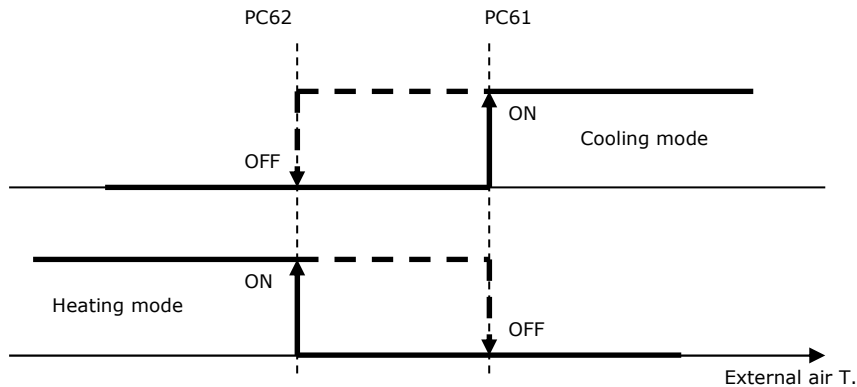 PC62 PC61
ON
Cooling mode
OFF
ON
Heating mode
OFF
External air T.